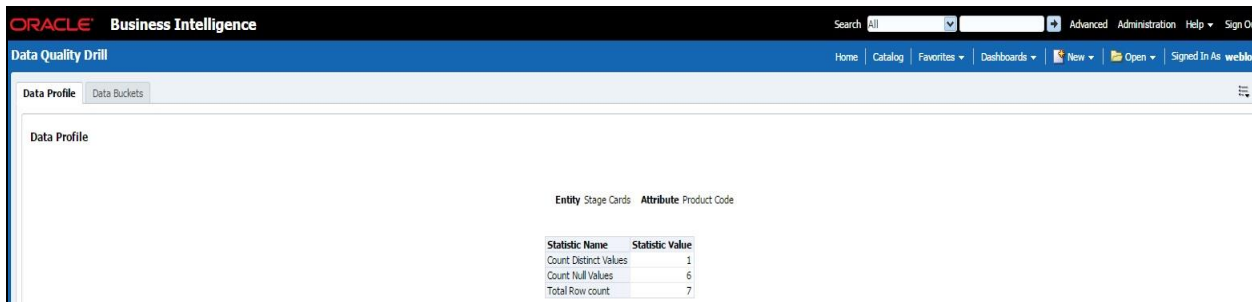 ORACLE Business Intelligence Search All Advanced Administration Help Sign
Data Quality Drill Home Catalog Favorites Dashboards New Open Signed In As
Data Profile Data Buckets
Data Profile
Entity Stage Cards Attribute Product Code
Statistic Name Statistic Value
Count Distinct Values 1
Count Null Values 6
Total Row count 7